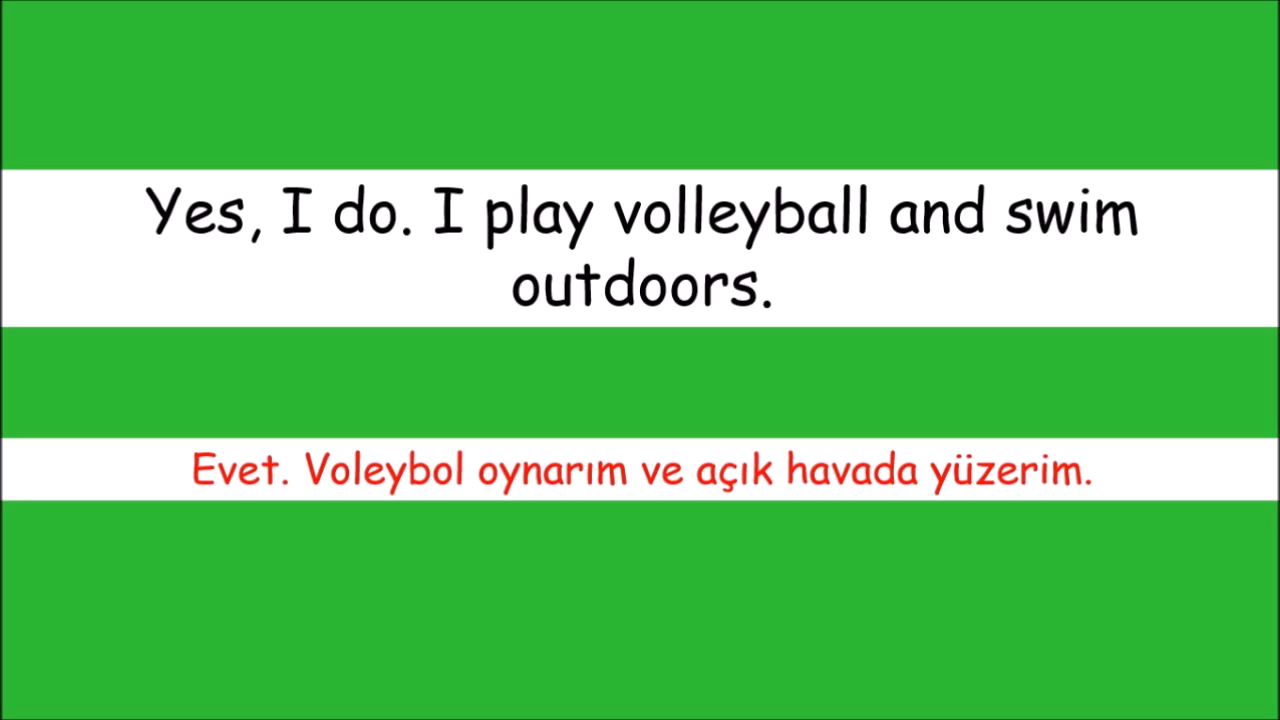 Yes, I do. I play volleyball and swim
outdoors.
Evet. Voleybol oynarım ve açık havada yüzerim.